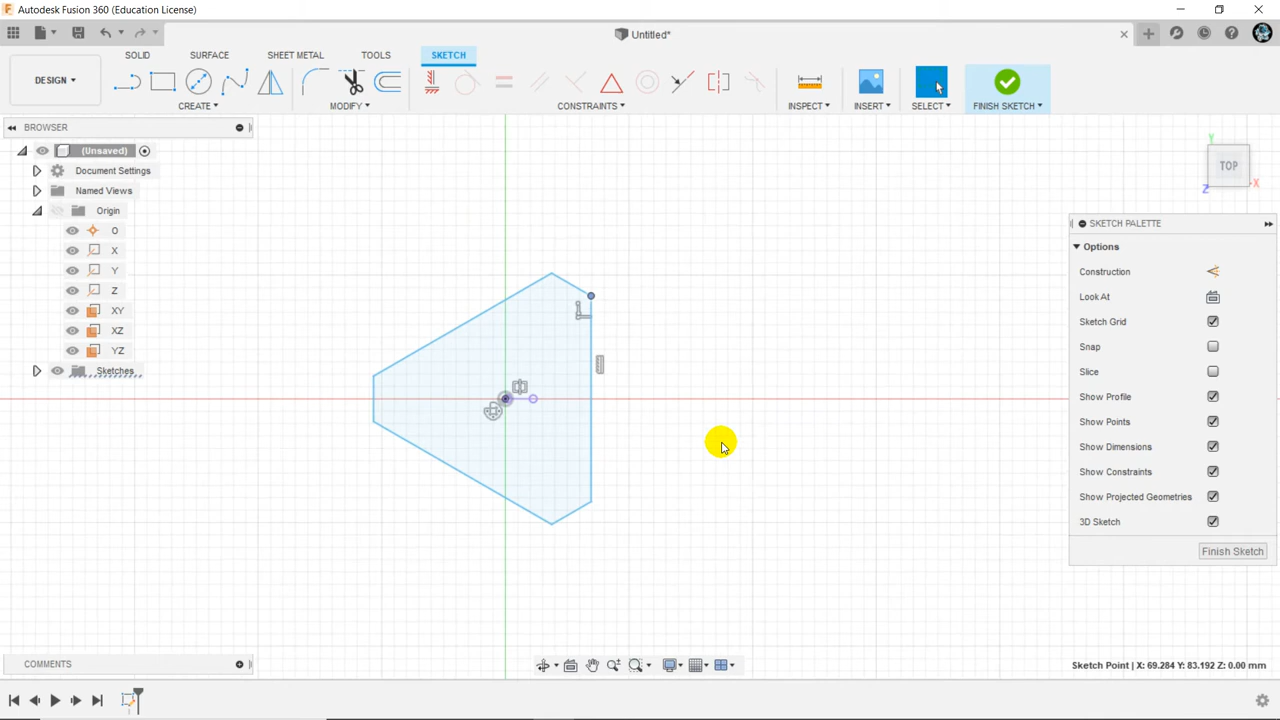 Autodesk Fusion 360 (Education License)
Untitled*
SOLID SURFACE SHEET METAL TOOLS SKETCH
DESIGN
CREATE MODIFY CONSTRAINTS INSPECT INSERT SELECT FINISH SKETCH
BROWSER
(Unsaved)
Document Settings
Named Views
Origin
O
X
Y
Z
XY
XZ
YZ
Sketches
Y
TOP
X
Z
SKETCH PALETTE
Options
Construction
Look At
Sketch Grid
Snap
Slice
Show Profile
Show Points
Show Dimensions
Show Constraints
Show Projected Geometries
3D Sketch
Finish Sketch
COMMENTS
Sketch Point | X: 69.284 Y: 83.192 Z: 0.00 mm